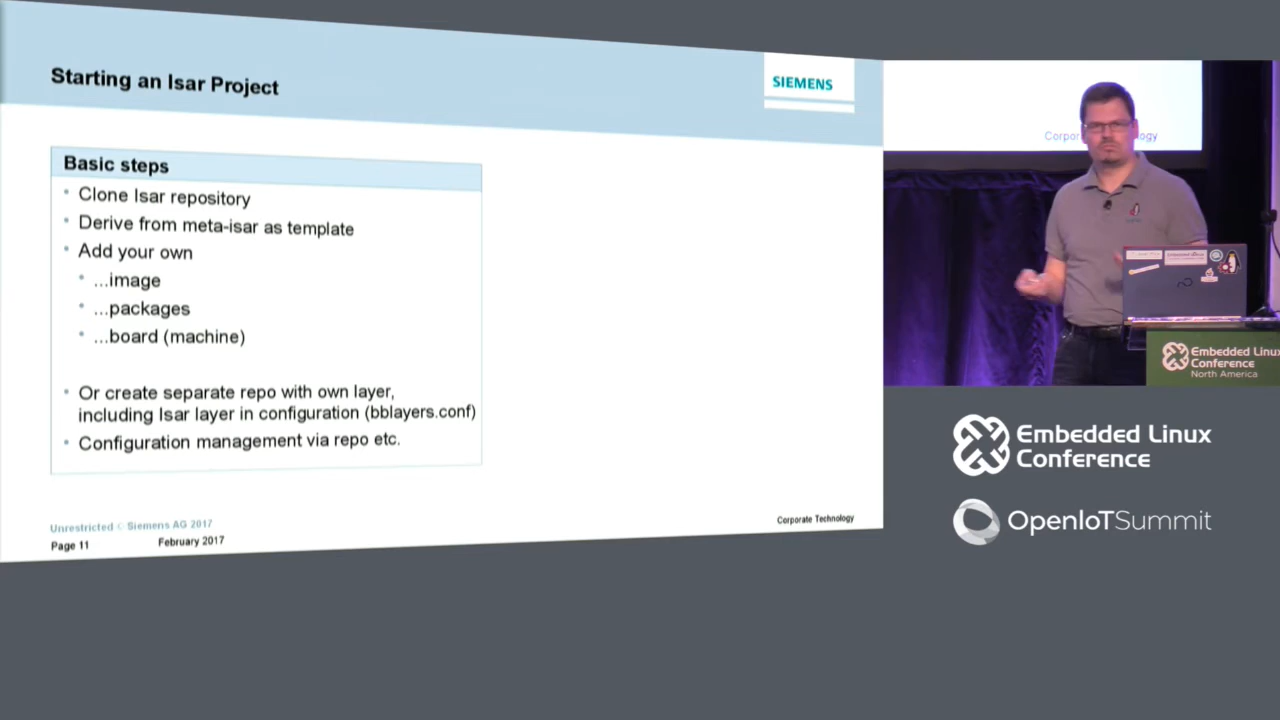 Starting an Isar Project
SIEMENS
Basic steps
• Clone Isar repository
• Derive from meta-isar as template
• Add your own
• ...image
• ...packages
• ...board (machine)
• Or create separate repo with own layer,
including Isar layer in configuration (bblayers.conf)
• Configuration management via repo etc.
Unrestricted © Siemens AG 2017
Page 11
February 2017
Corporate Technology
Embedded Linux
Conference
North America
Embedded Linux
Conference
OpenIoTSummit